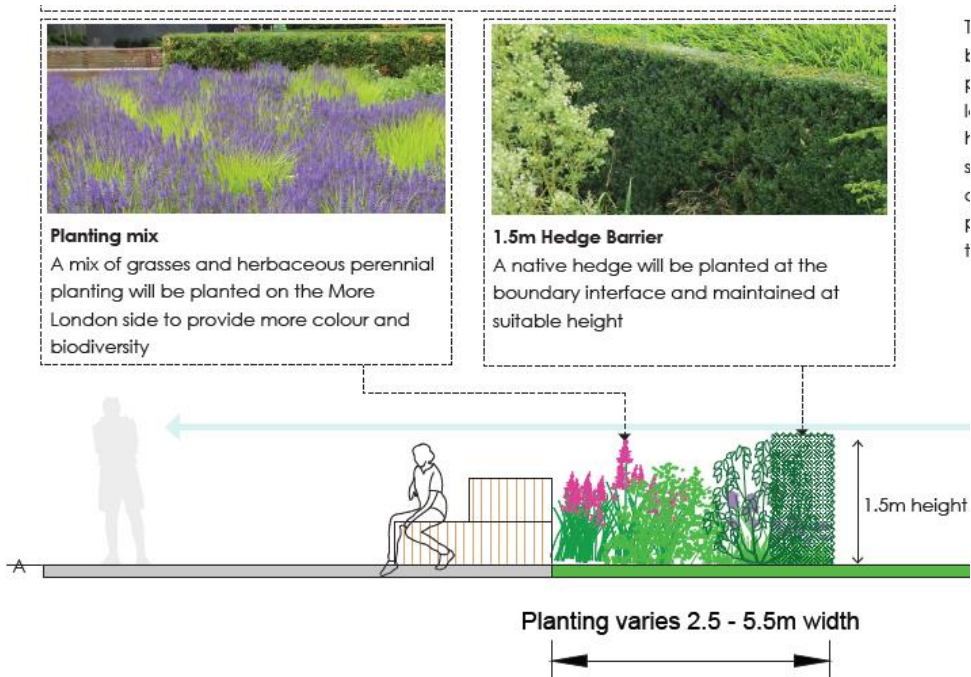 Planting mix
A mix of grasses and herbaceous perennial
planting will be planted on the More
London side to provide more colour and
biodiversity
1.5m Hedge Barrier
A native hedge will be planted at the
boundary interface and maintained at
suitable height
1.5m height
A
Planting varies 2.5 - 5.5m width